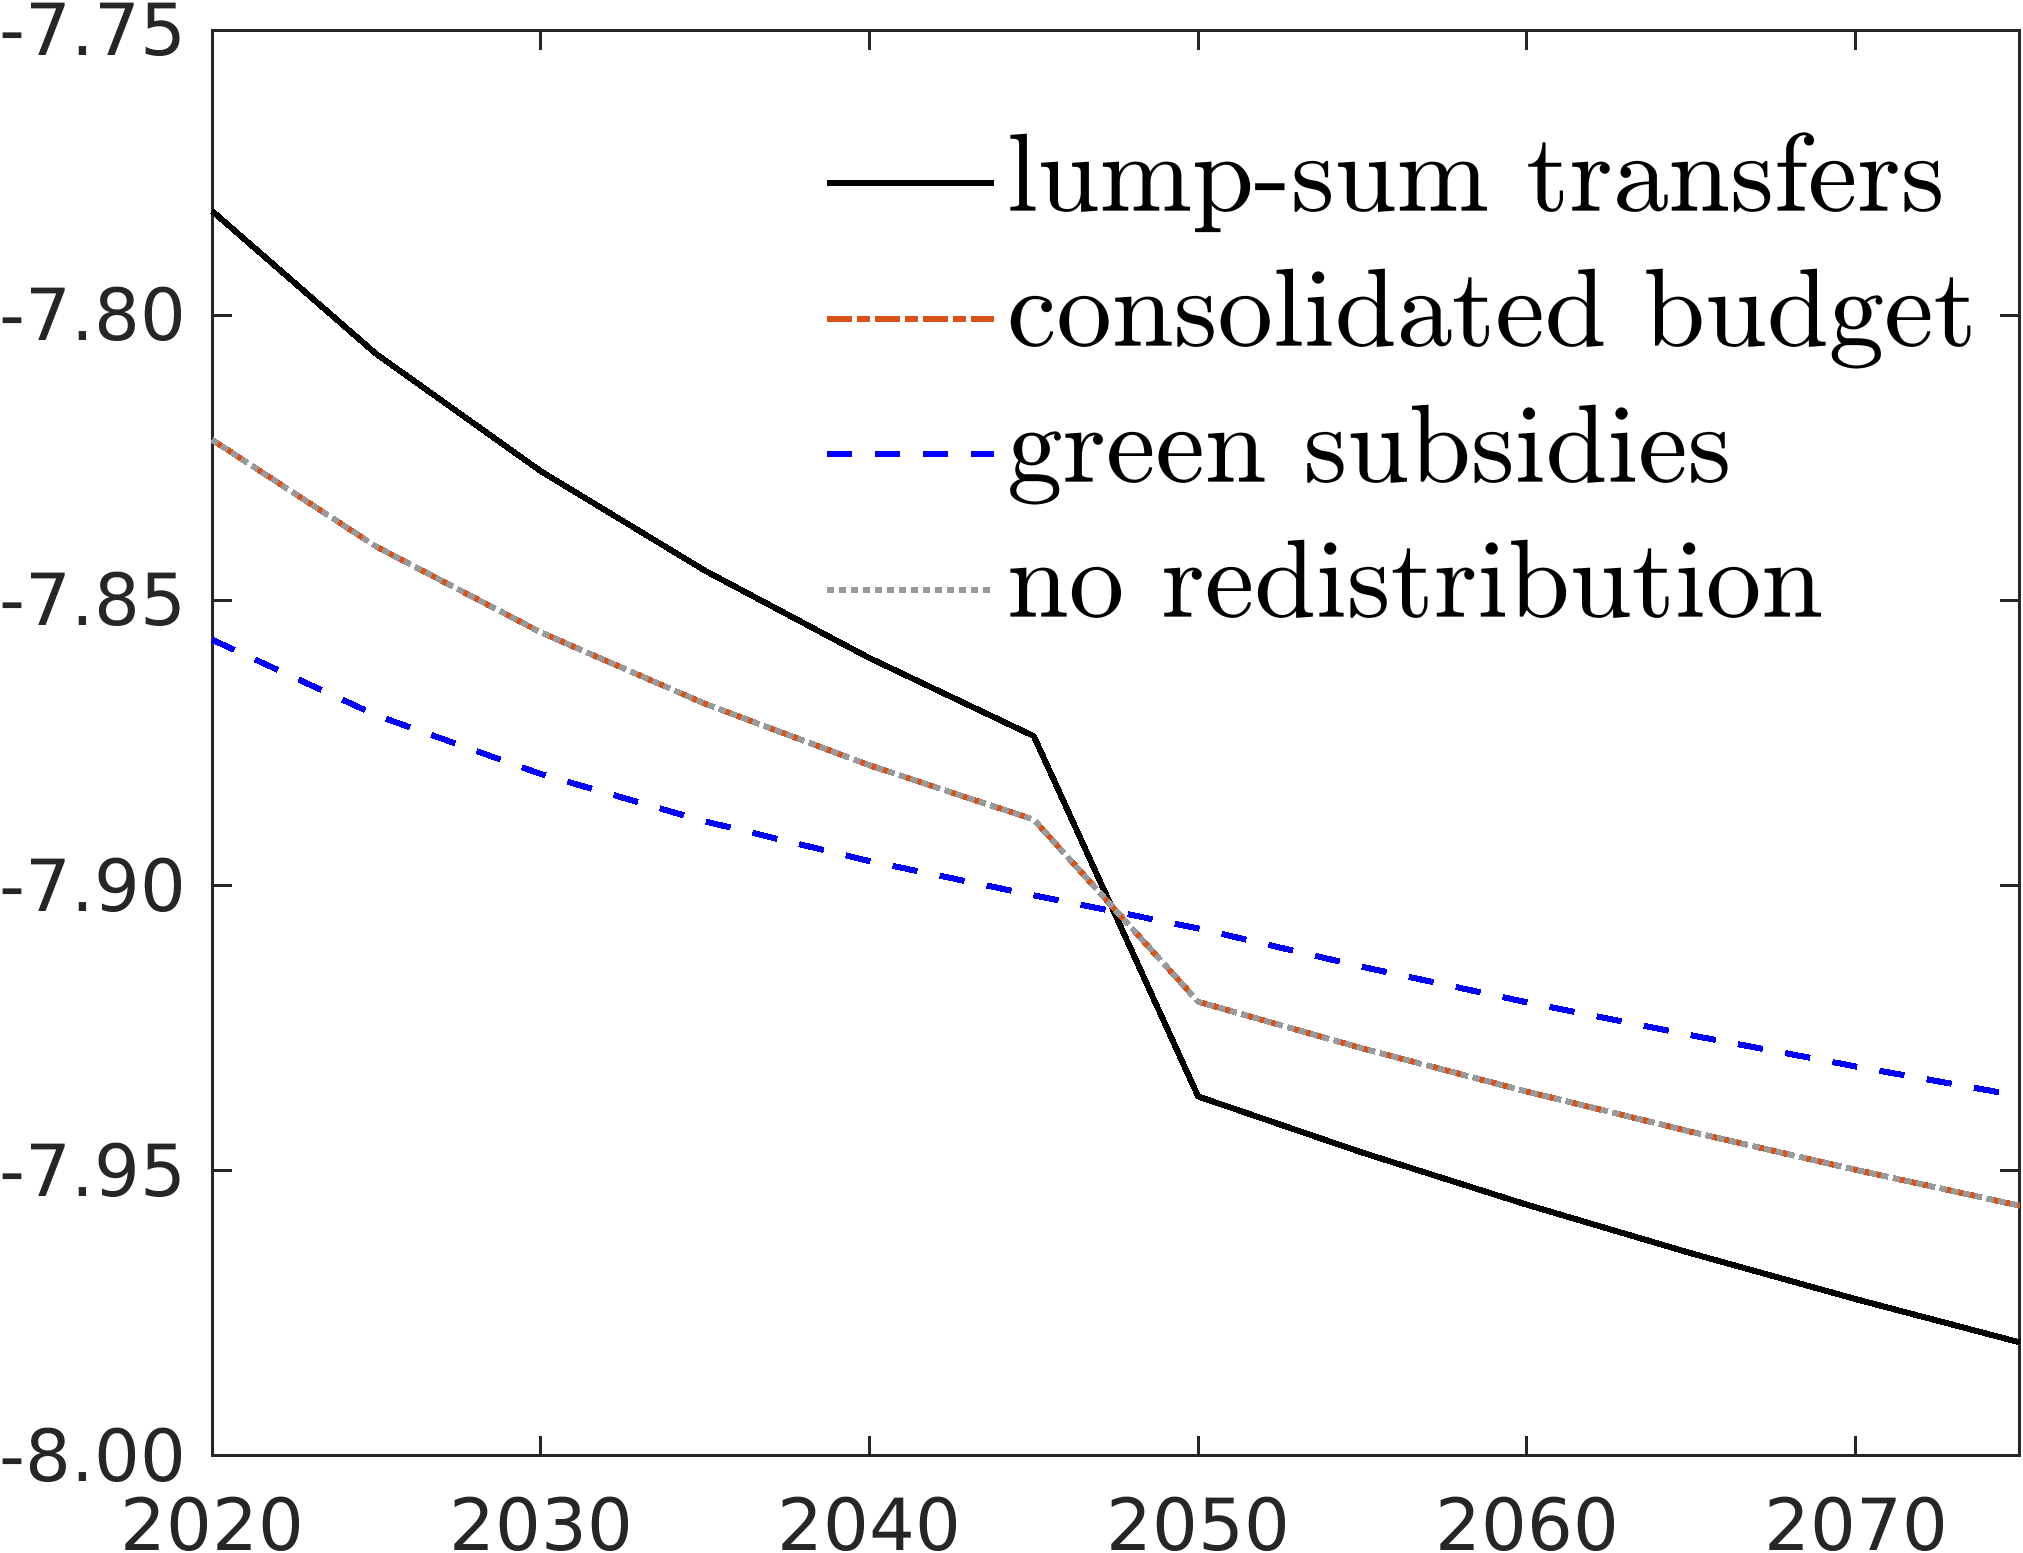 -7.75
-7.80
-7.85
-7.90
-7.95
-8.00
2020 2030 2040 2050 2060 2070
lump-sum transfers
consolidated budget
green subsidies
no redistribution